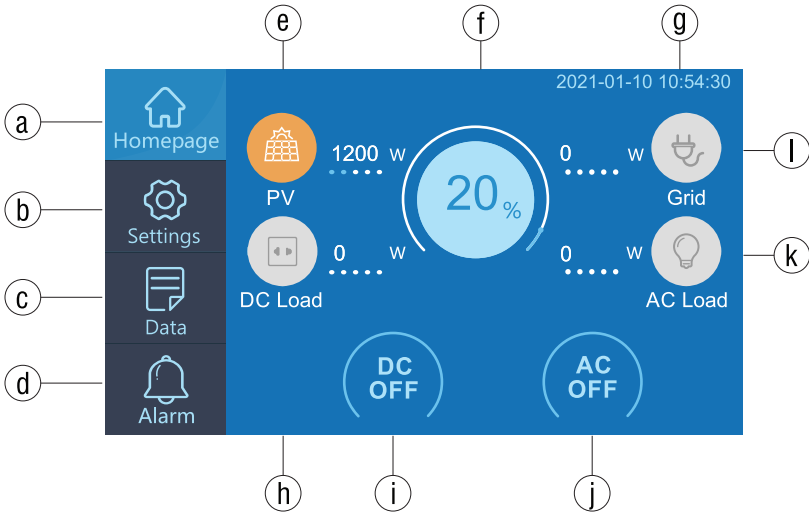 e f g
2021-01-10 10:54:30
a Homepage
1200 W
0 W
l
PV
20 %
Grid
b Settings
0 W
0 W
k
c
DC Load
AC Load
Data
d Alarm
DC OFF
AC OFF
h i j